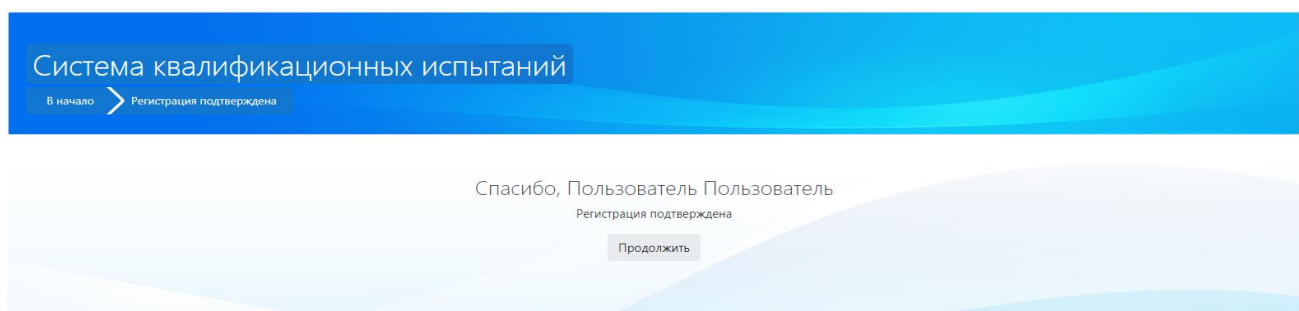 Система квалификационных испытаний
В начало Регистрация подтверждена
Спасибо, Пользователь Пользователь
Регистрация подтверждена
Продолжить